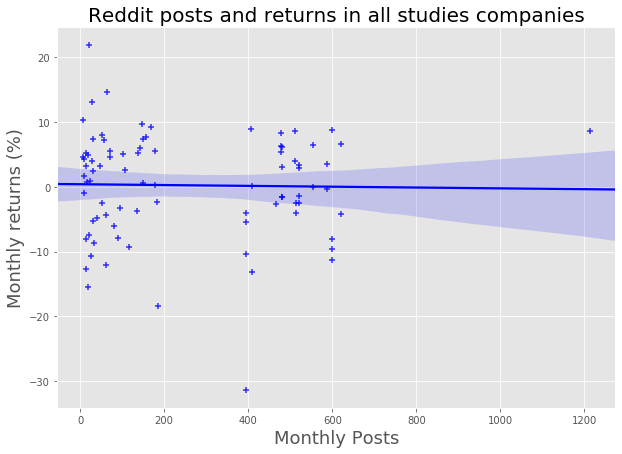 Reddit posts and returns in all studies companies
Monthly returns (%)
20
10
0
−10
−20
−30
0 200 400 600 800 1000 1200
Monthly Posts